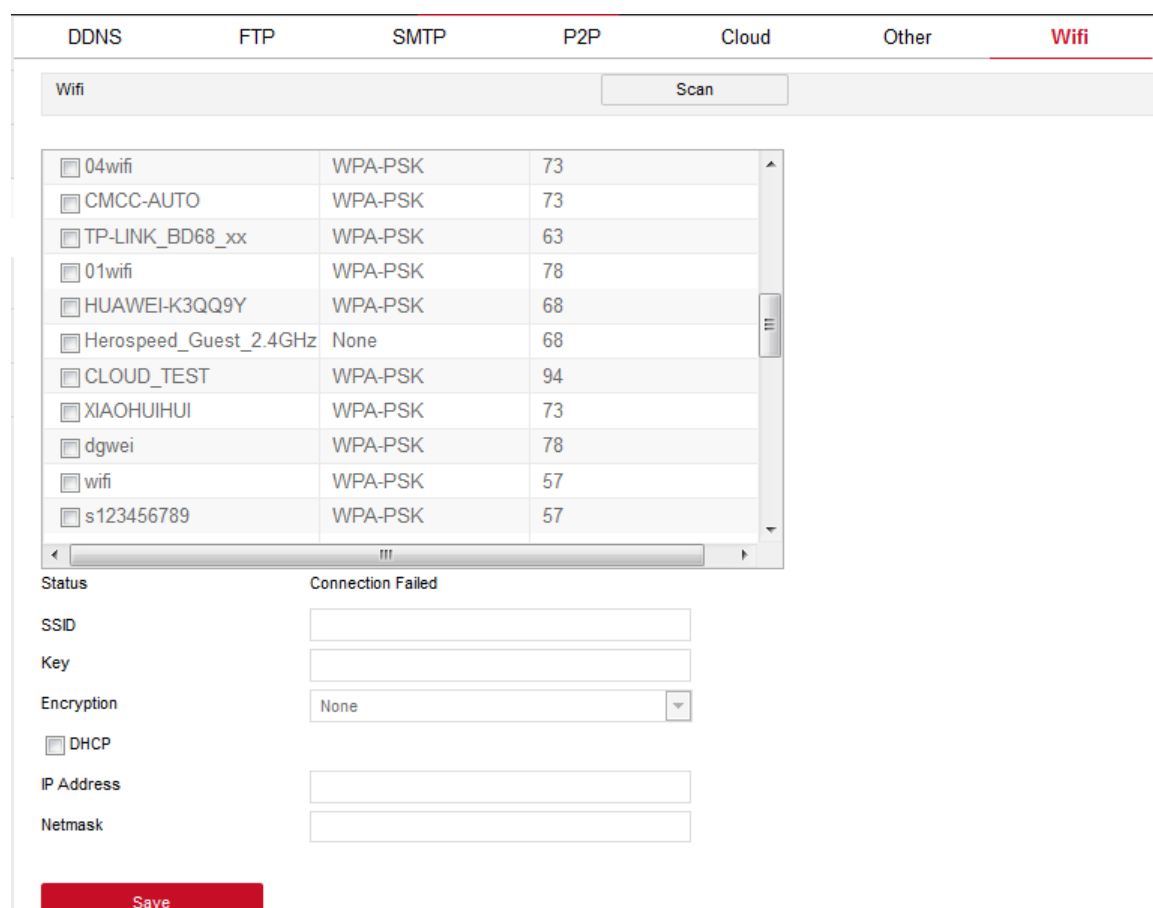 DDNS FTP SMTP P2P Cloud Other Wifi
Wifi Scan
04wifi WPA-PSK 73
CMCC-AUTO WPA-PSK 73
TP-LINK_BD68_xx WPA-PSK 63
01wifi WPA-PSK 78
HUAWEI-K3QQ9Y WPA-PSK 68
Herospeed_Guest_2.4GHz None 68
CLOUD_TEST WPA-PSK 94
XIAOHUIHUI WPA-PSK 73
dgwei WPA-PSK 78
wifi WPA-PSK 57
s123456789 WPA-PSK 57
Status Connection Failed
SSID
Key
Encryption None
DHCP
IP Address
Netmask
Save